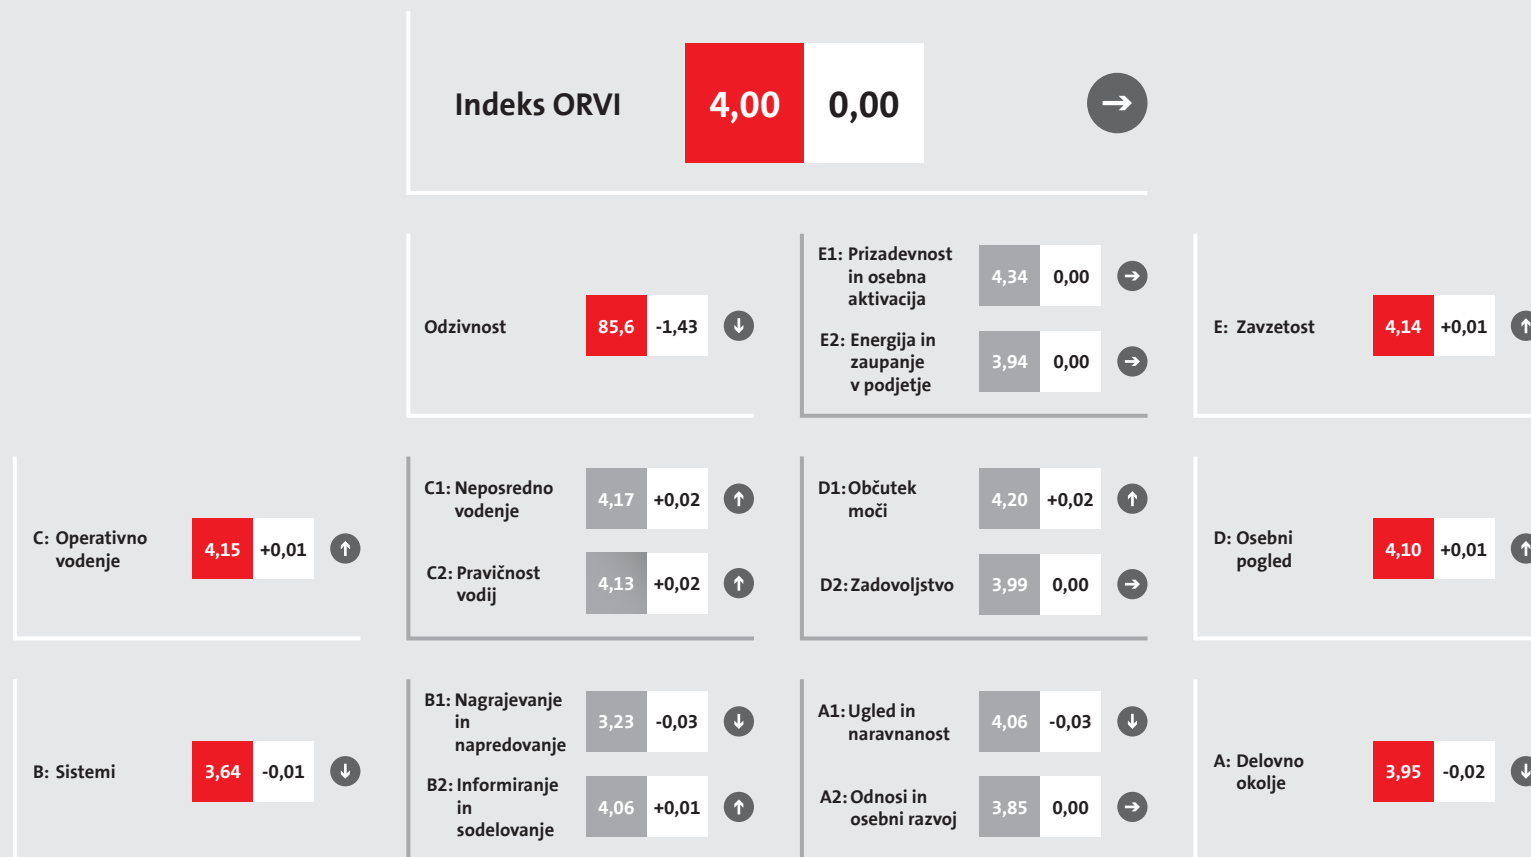 Indeks ORVI 4,00 0,00 →
Odzivnost 85,6 -1,43 ↓
E1: Prizadevnost
in osebna
aktivacija
4,34 0,00 →
E2: Energija in
zaupanje
v podjetje
3,94 0,00 →
E: Zavzetost 4,14 +0,01 ↑
C: Operativno
vodenje
4,15 +0,01 ↑
C1: Neposredno
vodenje
4,17 +0,02 ↑
C2: Pravičnost
vodij
4,13 +0,02 ↑
D1: Občutek
moči
4,20 +0,02 ↑
D2: Zadovoljstvo 3,99 0,00 →
D: Osebni
pogled
4,10 +0,01 ↑
B: Sistemi 3,64 -0,01 ↓
B1: Nagrajevanje
in
napredovanje
3,23 -0,03 ↓
B2: Informiranje
in
sodelovanje
4,06 +0,01 ↑
A1: Ugled in
naravnanost
4,06 -0,03 ↓
A2: Odnosi in
osebni razvoj
3,85 0,00 →
A: Delovno
okolje
3,95 -0,02 ↓